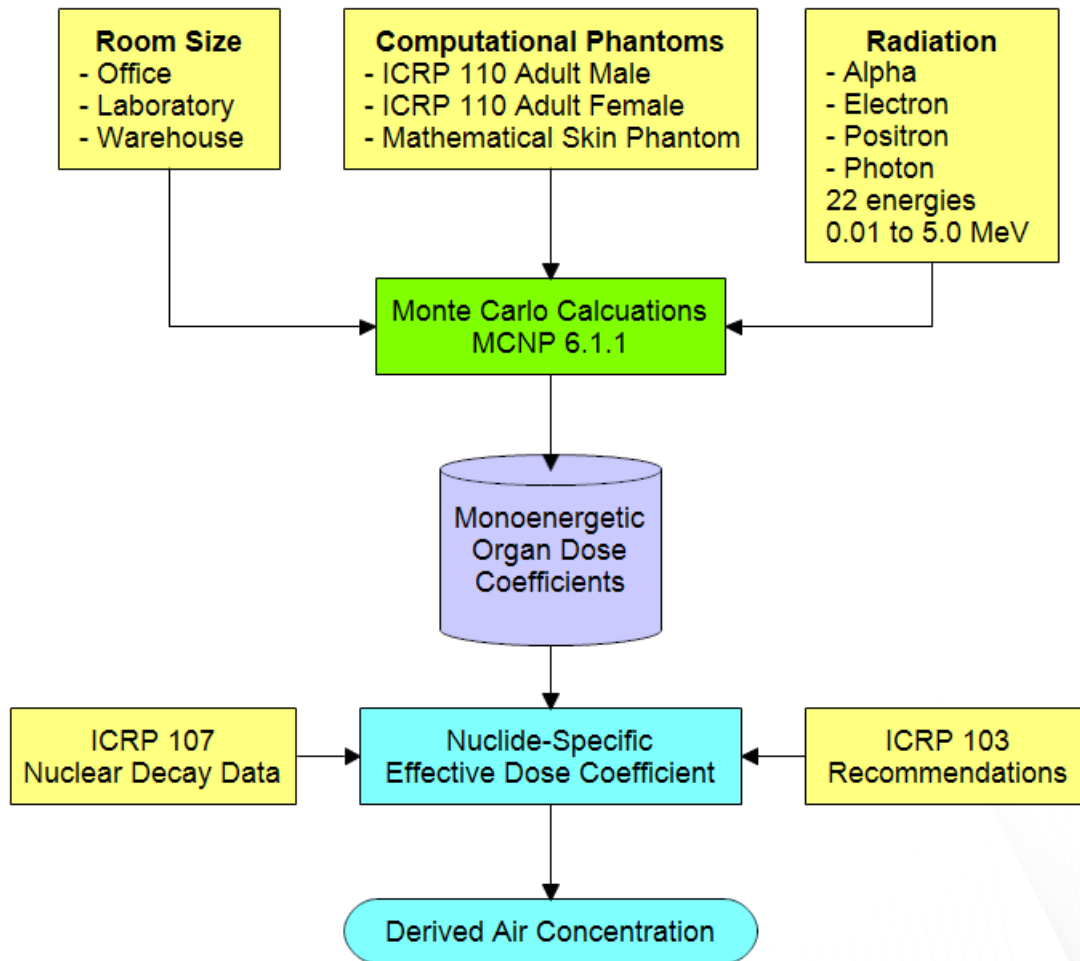 Room Size
- Office
- Laboratory
- Warehouse
Computational Phantoms
- ICRP 110 Adult Male
- ICRP 110 Adult Female
- Mathematical Skin Phantom
Radiation
- Alpha
- Electron
- Positron
- Photon
22 energies
0.01 to 5.0 MeV
Monte Carlo Calcuations
MCNP 6.1.1
Monoenergetic
Organ Dose
Coefficients
ICRP 107
Nuclear Decay Data
Nuclide-Specific
Effective Dose Coefficient
ICRP 103
Recommendations
Derived Air Concentration